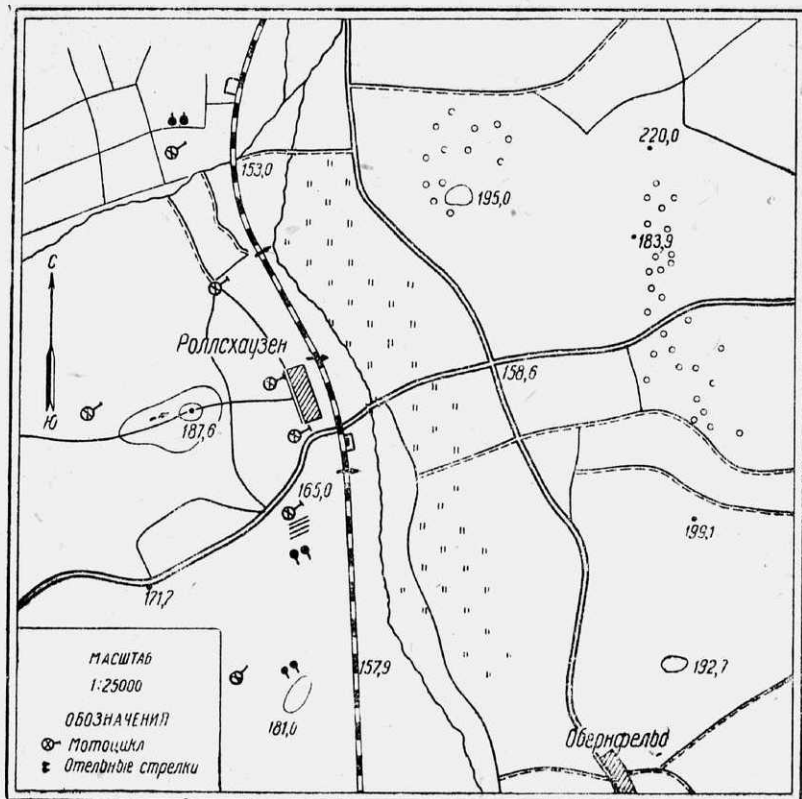 220,0
153,0
195,0
183,9
С
Роллсхаузен
158,6
Ю
187,6
165,0
199,1
171,7
МАСШТАБ
1:25000
157,9
192,7
181,0
ОБОЗНАЧЕНИЯ
Обернфельд
Мотоцикл
Отельные стрелки